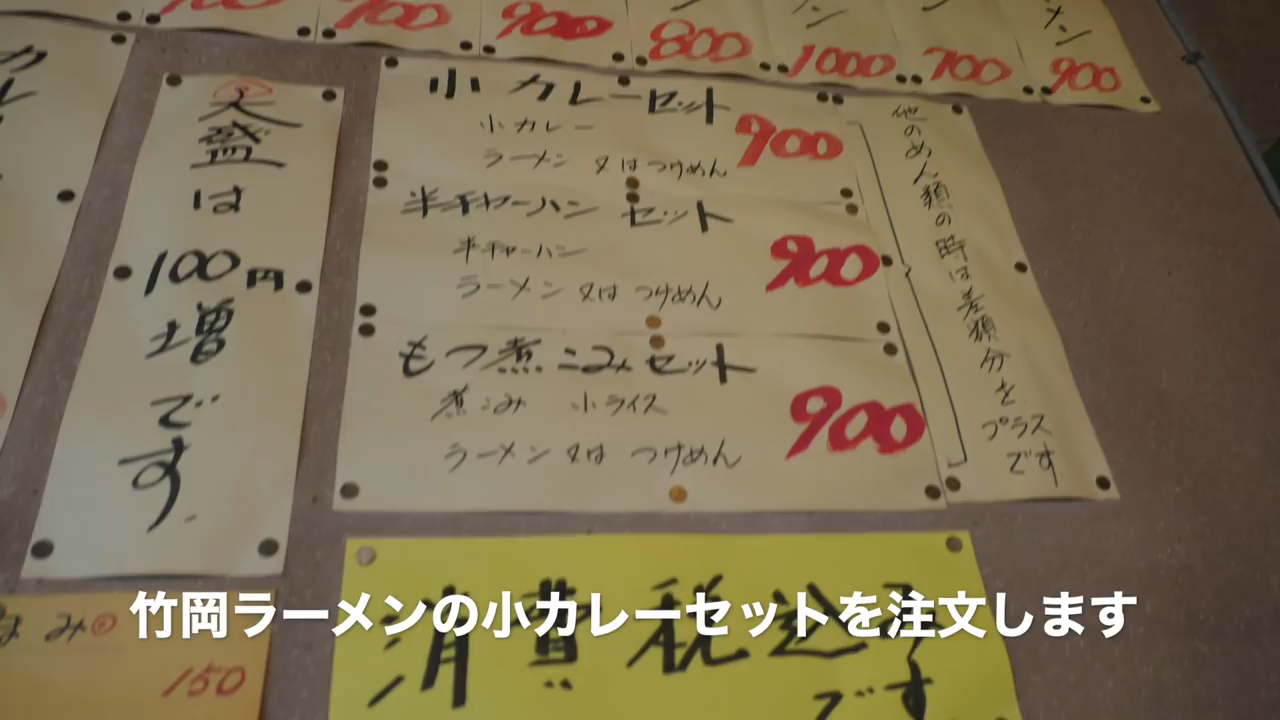 700
700
900
800
1000
700
メン
900
大盛は
100円
増
です
小カレーセット
小カレー
ラーメン 又はつけめん
900
半チャーハン セット
半チャーハン
ラーメン 又は つけめん
900
もつ煮こみセット
煮こみ 小ライス
ラーメン 又は つけめん
900
他のめん類の時は差額分を
プラス
です
150
消費税込み
です
竹岡ラーメンの小カレーセットを注文します